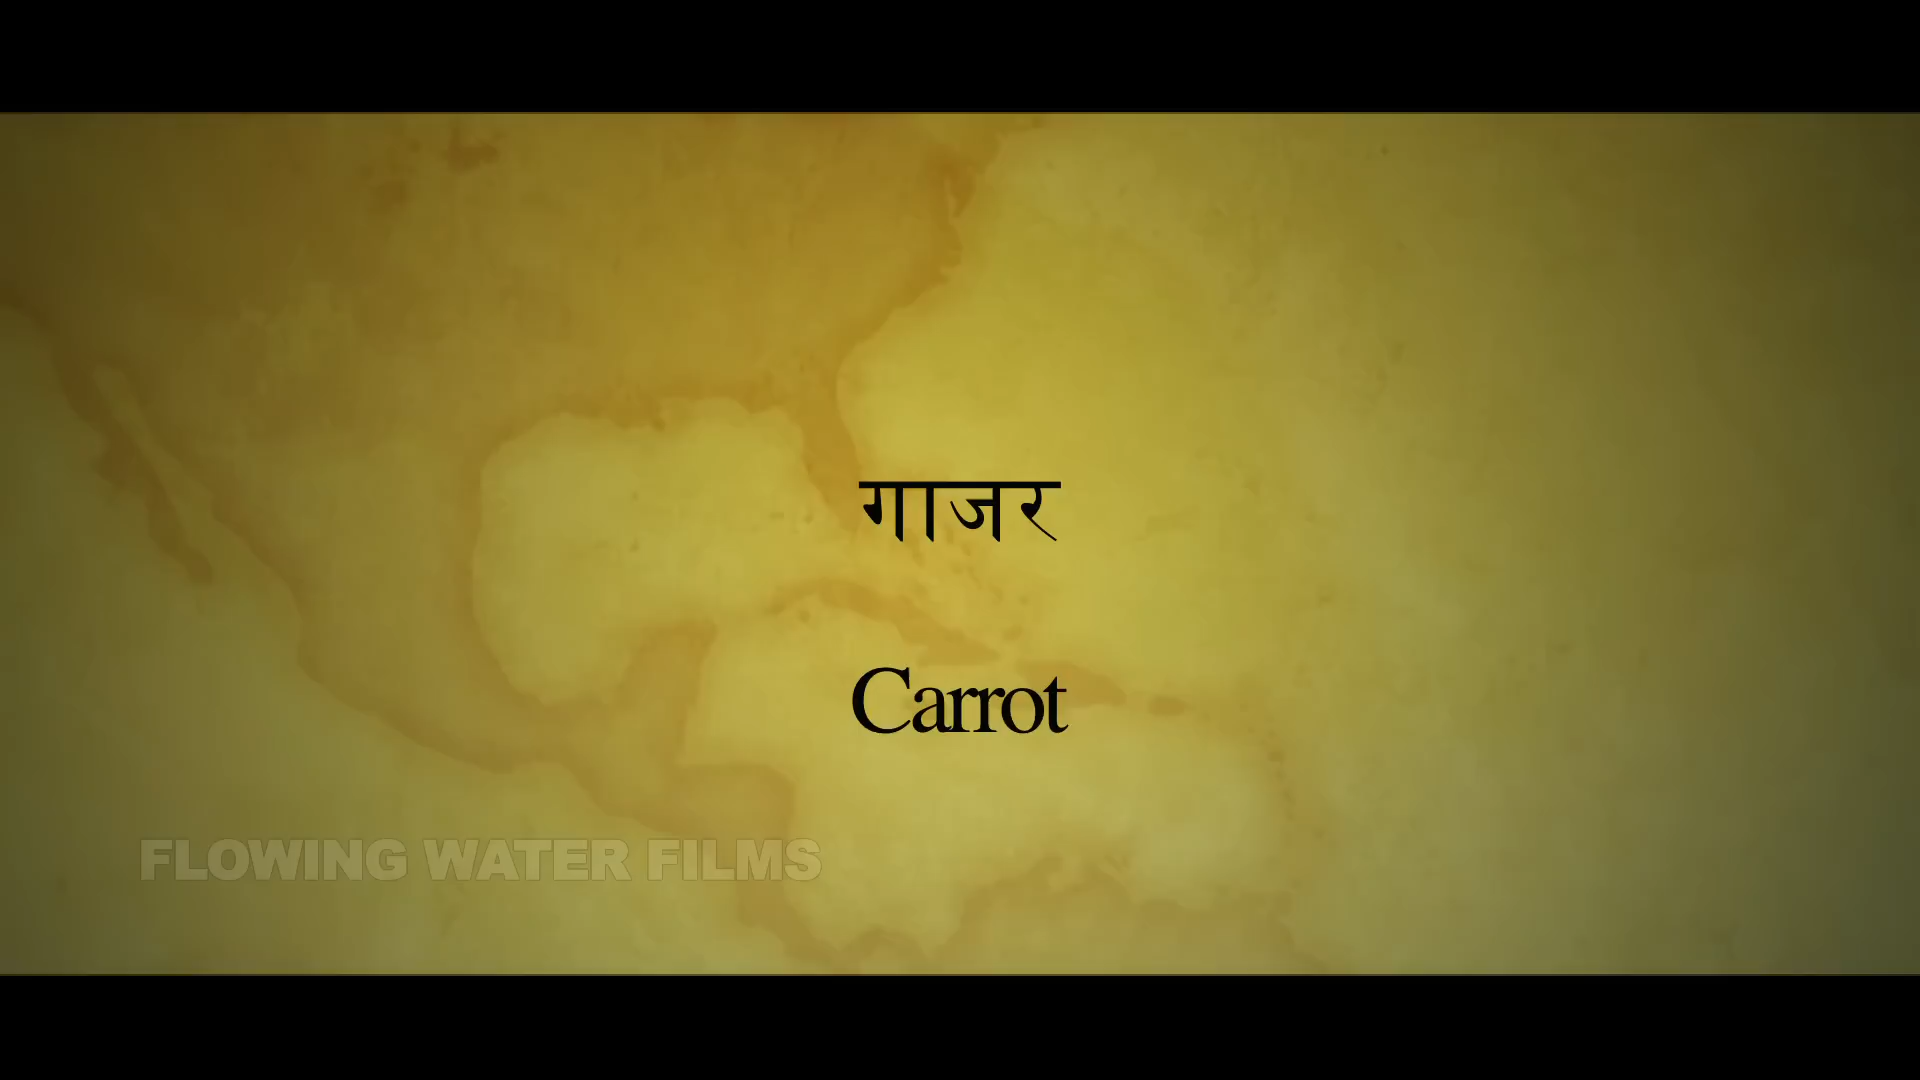 गाजर
Carrot
FLOWING WATER FILMS